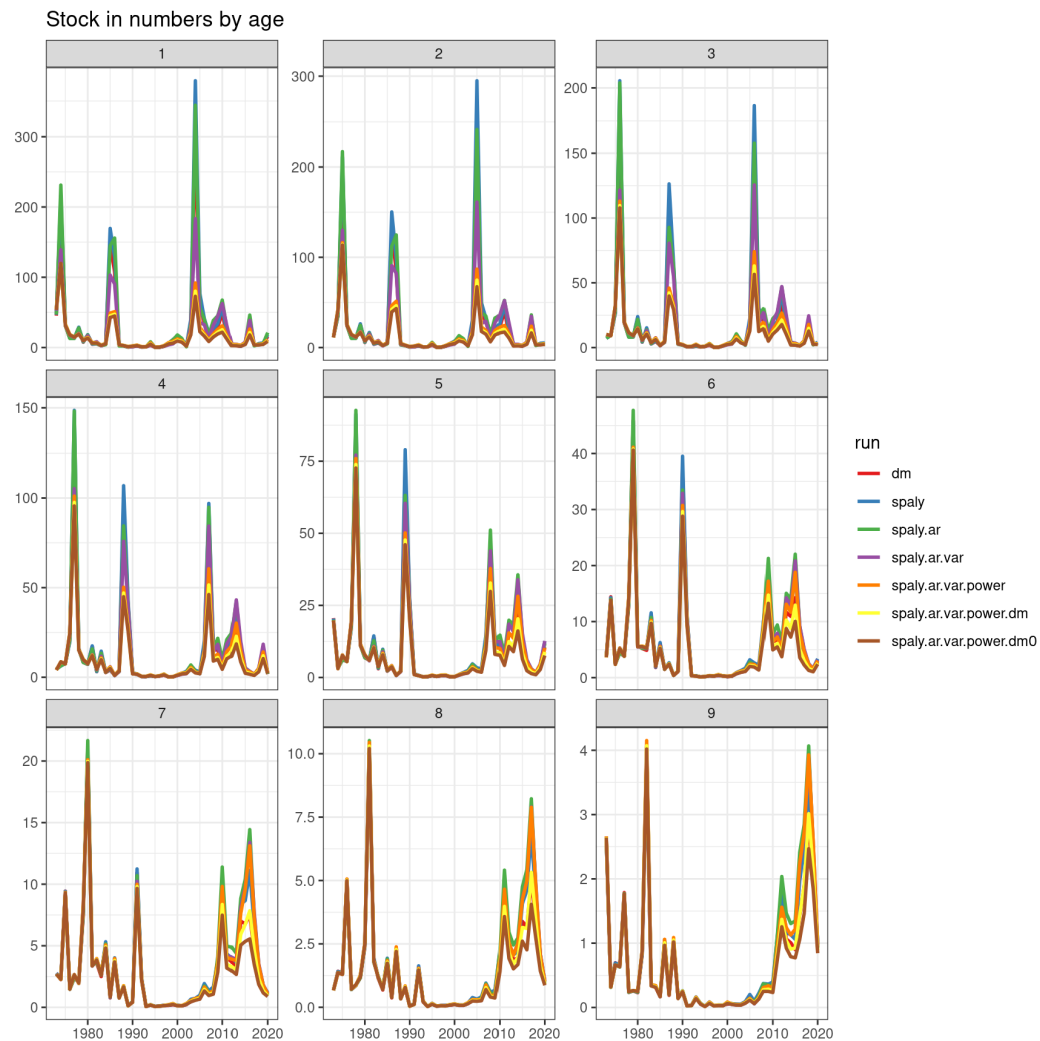 Stock in numbers by age
1 2 3
300 200 100 0
300 200 100 0
200 150 100 50 0
4 5 6
150 100 50 0
75 50 25 0
40 30 20 10 0
7 8 9
20 15 10 5 0
10.0 7.5 5.0 2.5 0.0
4 3 2 1 0
1980 1990 2000 2010 2020 1980 1990 2000 2010 2020 1980 1990 2000 2010 2020
run
dm
spaly
spaly.ar
spaly.ar.var
spaly.ar.var.power
spaly.ar.var.power.dm
spaly.ar.var.power.dm0